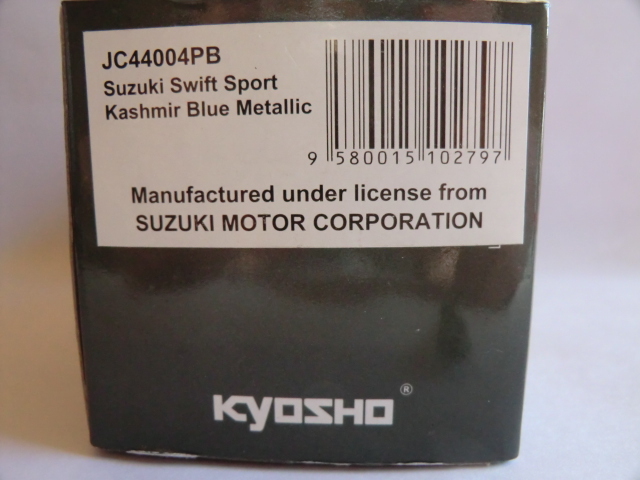 JC44004PB
Suzuki Swift Sport
Kashmir Blue Metallic
9 580015 102797
Manufactured under license from
SUZUKI MOTOR CORPORATION
KYOSHO®